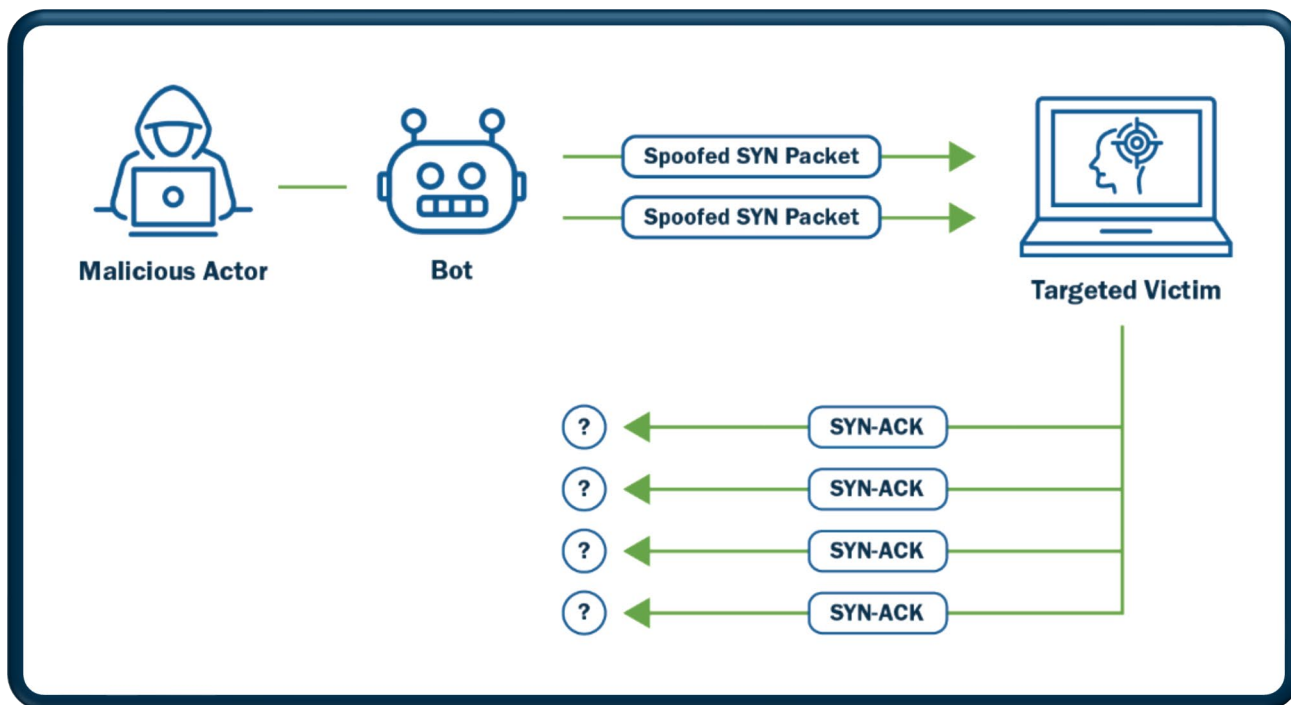 Spoofed SYN Packet
Spoofed SYN Packet
Malicious Actor
Bot
Targeted Victim
? SYN-ACK
? SYN-ACK
? SYN-ACK
? SYN-ACK